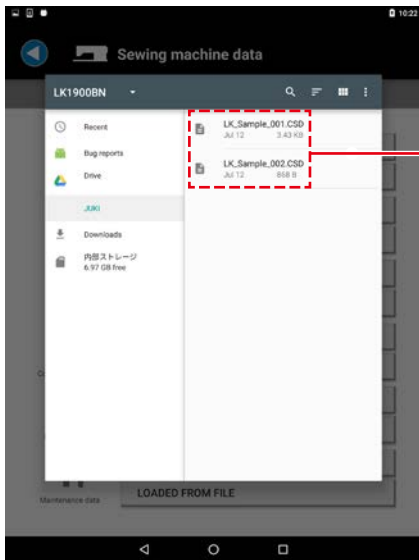 10:22
Sewing machine data
LK1900BN
Recent
LK_Sample_001.CSD
Jul 12 3.43 KB
Bug reports
Drive
LK_Sample_002.CSD
Jul 12 868 B
JUKI
Downloads
内部ストレージ
6.97 GB free
Maintenance data
LOADED FROM FILE